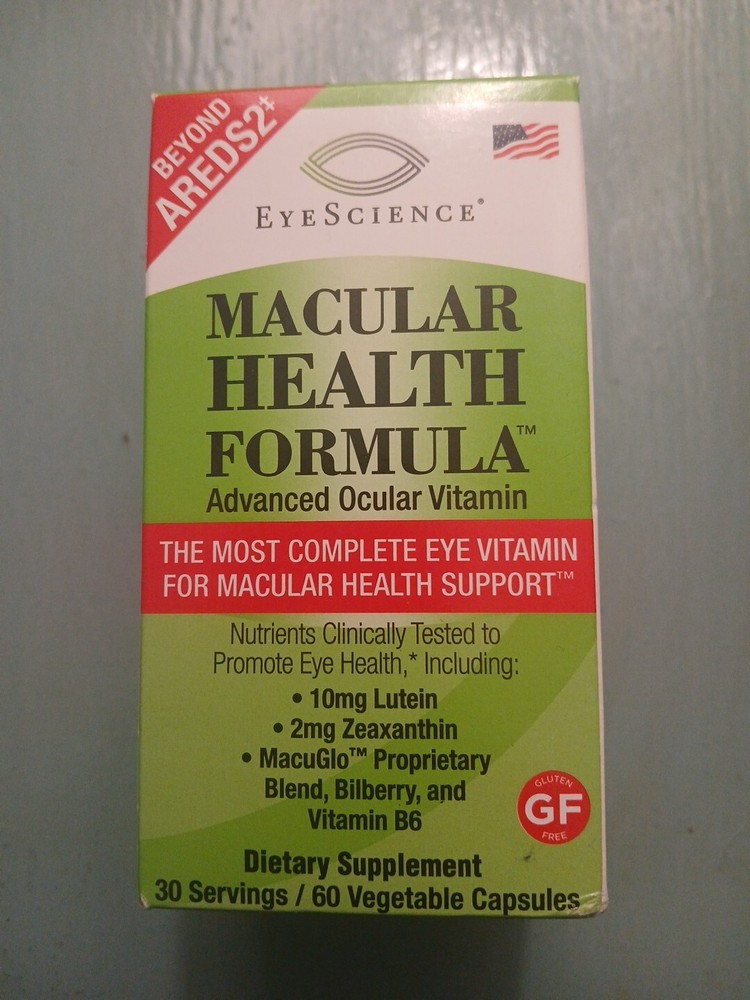 BEYOND
AREDS2‡
EYESCIENCE®
MACULAR
HEALTH
FORMULA™
Advanced Ocular Vitamin
THE MOST COMPLETE EYE VITAMIN
FOR MACULAR HEALTH SUPPORT™
Nutrients Clinically Tested to
Promote Eye Health,* Including:
• 10mg Lutein
• 2mg Zeaxanthin
• MacuGlo™ Proprietary
Blend, Bilberry, and
Vitamin B6
GLUTEN
GF
FREE
Dietary Supplement
30 Servings / 60 Vegetable Capsules